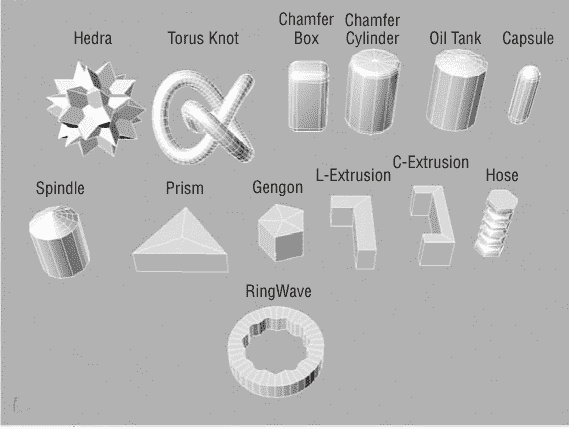 Hedra
Torus Knot
Chamfer
Box
Chamfer
Cylinder
Oil Tank
Capsule
Spindle
Prism
Gengon
L-Extrusion
C-Extrusion
Hose
RingWave